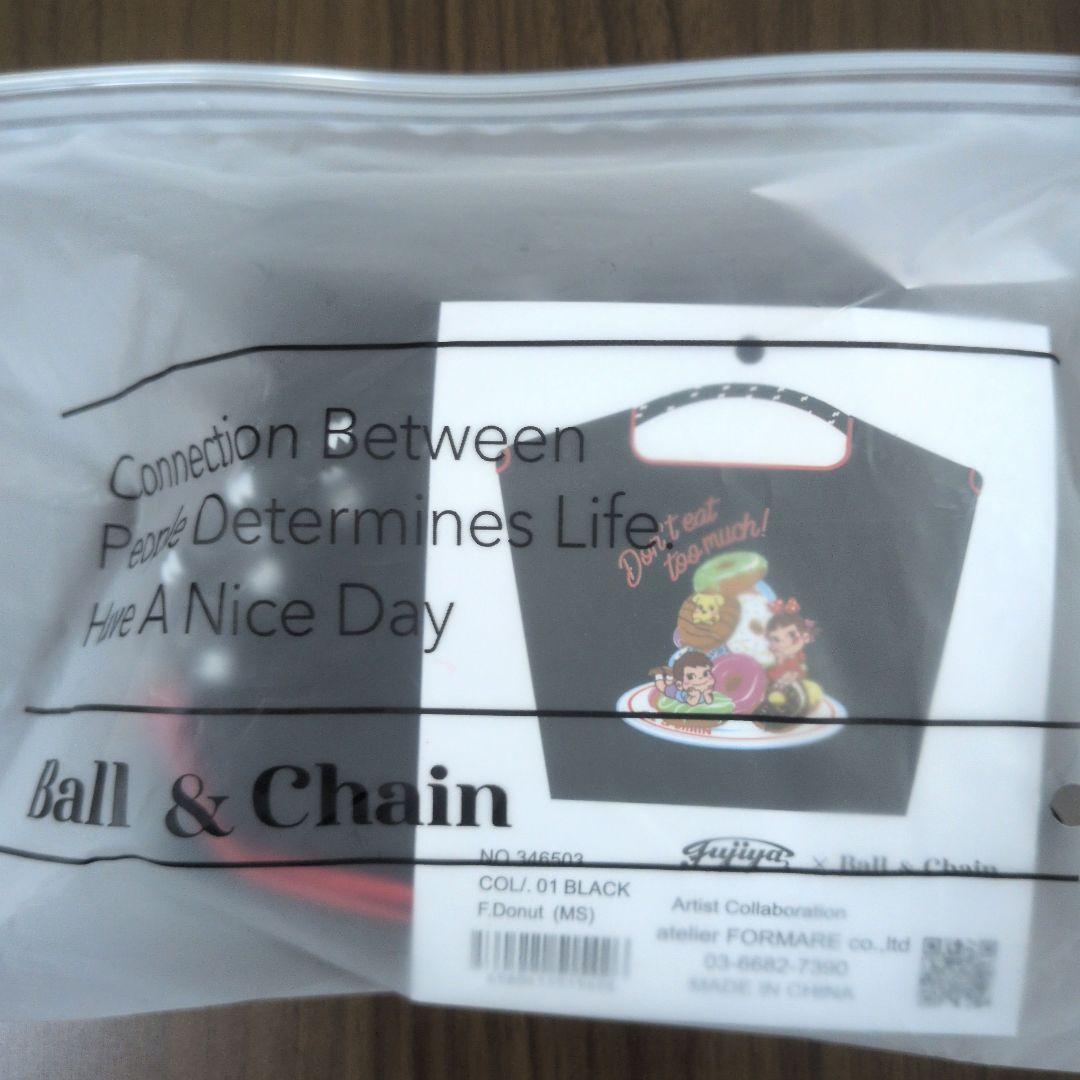 Connection Between
People Determines Life.
Have A Nice Day
Ball & Chain
Don't eat
too much!
NO.346503
COL/. 01 BLACK
F.Donut (MS)
Fujiya × Ball & Chain
Artist Collaboration
atelier FORMARE co.,ltd
03-6682-7390
MADE IN CHINA